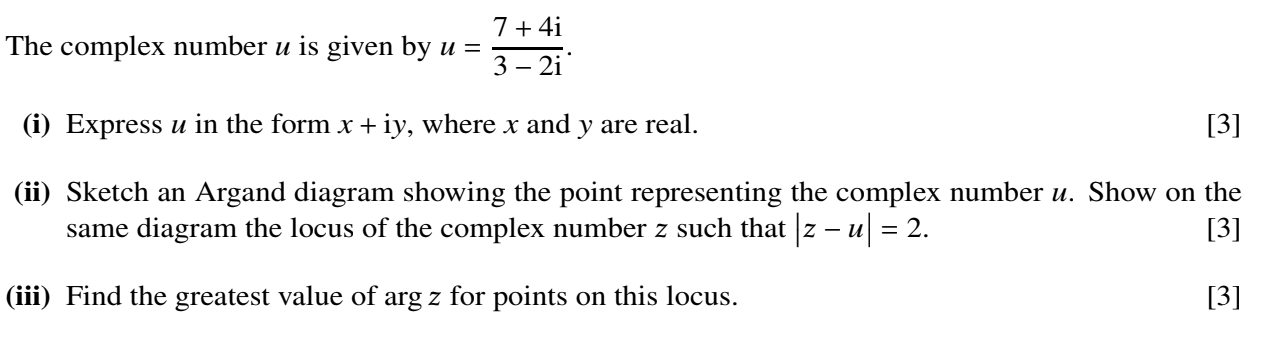 The complex number u is given by u = \frac{7 + 4i}{3 − 2i}.
(i) Express u in the form x + iy, where x and y are real. [3]
(ii) Sketch an Argand diagram showing the point representing the complex number u. Show on the
same diagram the locus of the complex number z such that |z − u| = 2. [3]
(iii) Find the greatest value of arg z for points on this locus. [3]